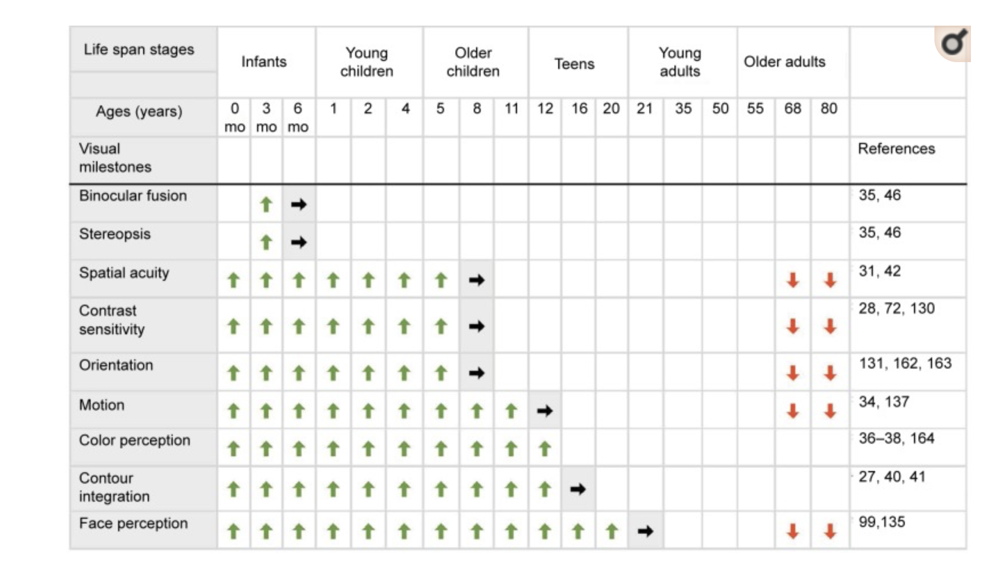 Life span stages
Infants
Young
children
Older
children
Teens
Young
adults
Older adults
Ages (years)
0
mo
3
mo
6
mo
1
2
4
5
8
11
12
16
20
21
35
50
55
68
80
Visual
milestones
References
Binocular fusion
35, 46
Stereopsis
35, 46
Spatial acuity
31, 42
Contrast
sensitivity
28, 72, 130
Orientation
131, 162, 163
Motion
34, 137
Color perception
36–38, 164
Contour
integration
27, 40, 41
Face perception
99,135